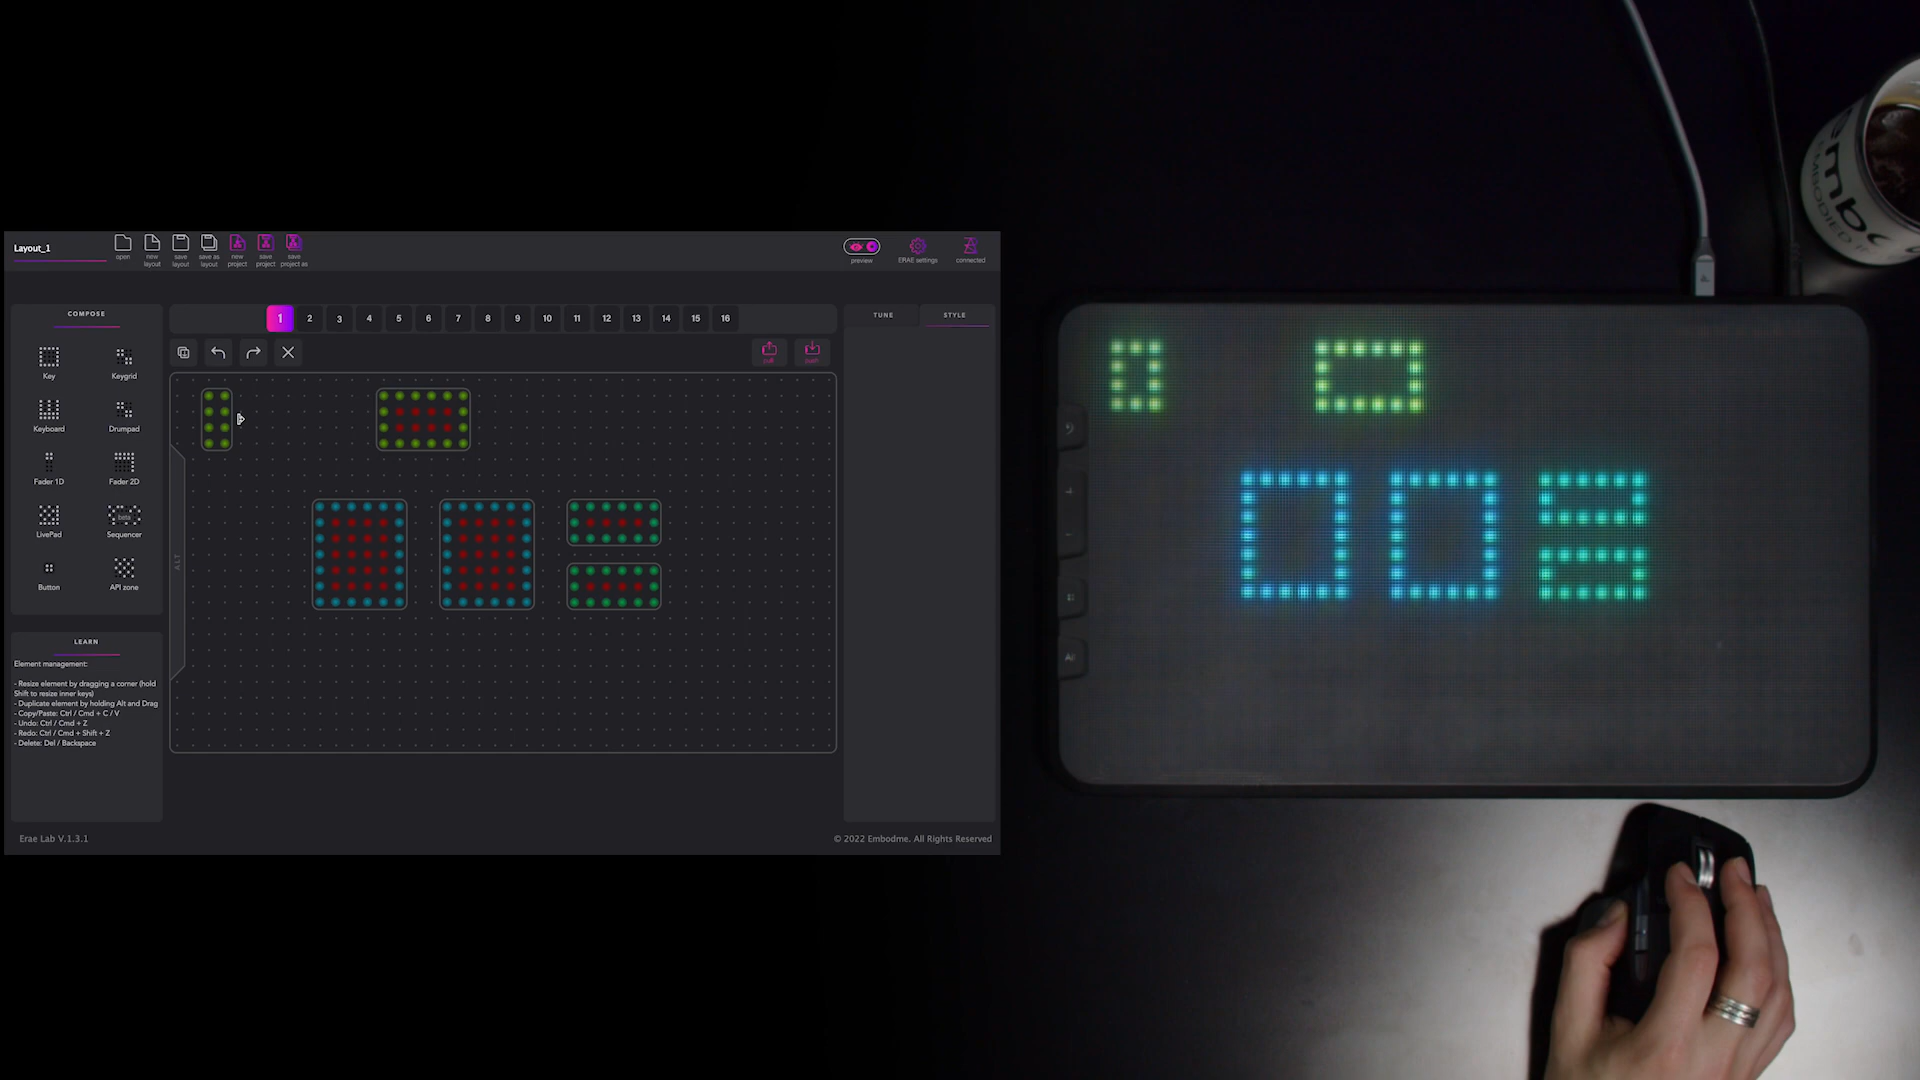 Layout_1
open
new layout
save layout
save as layout
new project
save project
save project as
preview
ERAE settings
connected
COMPOSE
1 2 3 4 5 6 7 8 9 10 11 12 13 14 15 16
TUNE
STYLE
pull
push
Key
Keygrid
Keyboard
Drumpad
Fader 1D
Fader 2D
LivePad
beta
Sequencer
Button
API zone
ALT
LEARN
Element management:
- Resize element by dragging a corner (hold
Shift to resize inner keys)
- Duplicate element by holding Alt and Drag
- Copy/Paste: Ctrl / Cmd + C / V
- Undo: Ctrl / Cmd + Z
- Redo: Ctrl / Cmd + Shift + Z
- Delete: Del / Backspace
Erae Lab V.1.3.1
© 2022 Embodme. All Rights Reserved